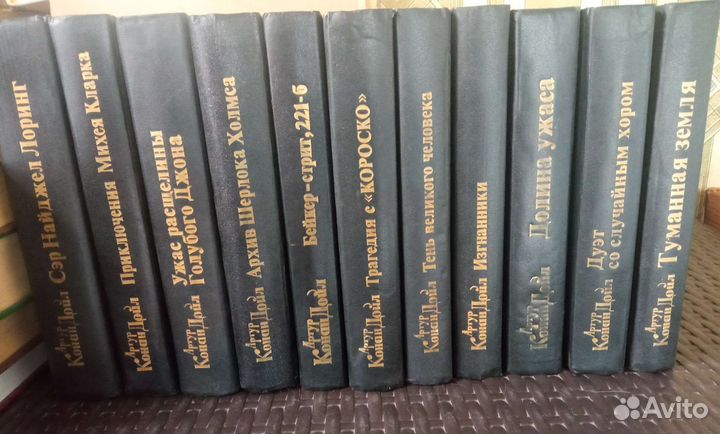 Артур
Конан Дойл
Сэр Найджел Лоринг
Артур
Конан Дойл
Приключения Михея Кларка
Артур
Конан Дойл
Ужас расщелины
Голубого Джона
Артур
Конан Дойл
Архив Шерлока Холмса
Артур
Конан Дойл
Бейкер-стрит, 221-б
Артур
Конан Дойл
Трагедия с «КОРОСКО»
Артур
Конан Дойл
Тень великого человека
Артур
Конан Дойл
Изгнанники
Артур
Конан Дойл
Долина ужаса
Артур
Конан Дойл
Дуэт
со случайным хором
Артур
Конан Дойл
Туманная земля
Avito